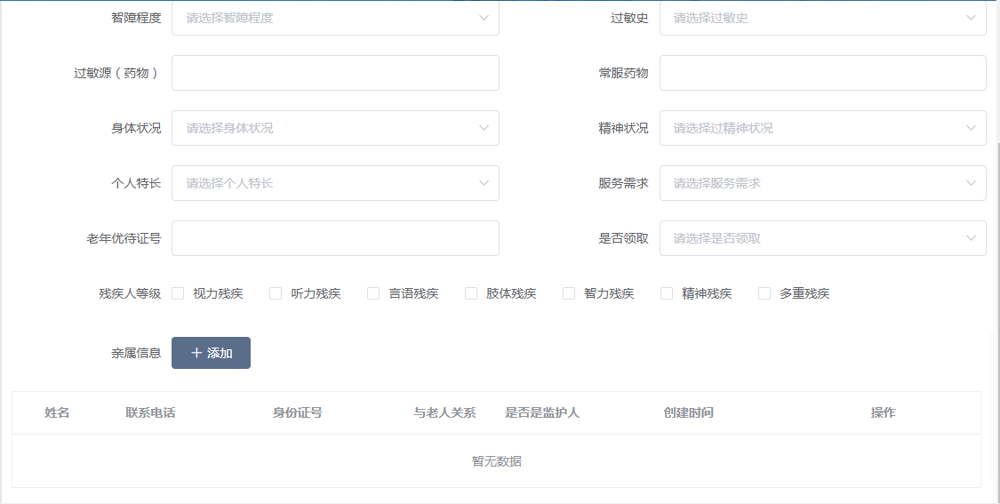 智障程度 请选择智障程度 过敏史 请选择过敏史
过敏源（药物） 常服药物
身体状况 请选择身体状况 精神状况 请选择过精神状况
个人特长 请选择个人特长 服务需求 请选择服务需求
老年优待证号 是否领取 请选择是否领取
残疾人等级 视力残疾 听力残疾 言语残疾 肢体残疾 智力残疾 精神残疾 多重残疾
亲属信息 添加
姓名 联系电话 身份证号 与老人关系 是否是监护人 创建时间 操作
暂无数据